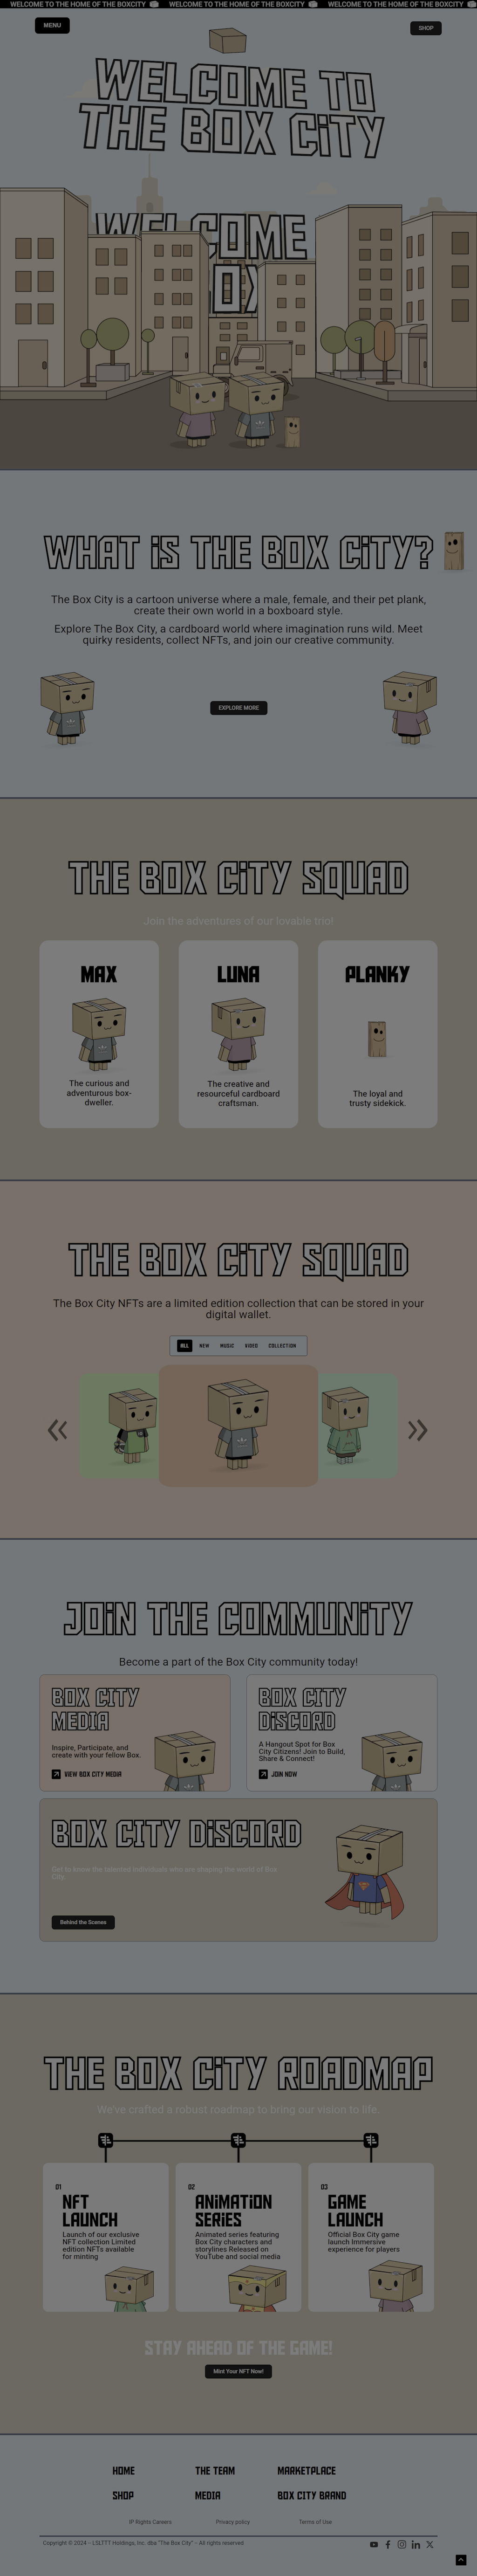 WELCOME TO THE HOME OF THE BOXCITY WELCOME TO THE HOME OF THE BOXCITY WELCOME TO THE HOME OF THE BOXCITY
MENU
SHOP
WELCOME TO
THE BOX CiTY
WELCOME
WHAT iS THE BOX CiTY?
The Box City is a cartoon universe where a male, female, and their pet plank,
create their own world in a boxboard style.
Explore The Box City, a cardboard world where imagination runs wild. Meet
quirky residents, collect NFTs, and join our creative community.
EXPLORE MORE
THE BOX CiTY SQUAD
Join the adventures of our lovable trio!
MAX
The curious and
adventurous box-
dweller.
LUNA
The creative and
resourceful cardboard
craftsman.
PLANKY
The loyal and
trusty sidekick.
THE BOX CiTY SQUAD
The Box City NFTs are a limited edition collection that can be stored in your
digital wallet.
ALL NEW MUSIC VIDEO COLLECTION
JOiN THE COMMUNiTY
Become a part of the Box City community today!
BOX CiTY
MEDiA
Inspire, Participate, and
create with your fellow Box.
VIEW BOX CITY MEDIA
BOX CiTY
DiSCORD
A Hangout Spot for Box
City Citizens! Join to Build,
Share & Connect!
JOIN NOW
BOX CiTY DiSCORD
Get to know the talented individuals who are shaping the world of Box
City.
Behind the Scenes
THE BOX CiTY ROADMAP
We've crafted a robust roadmap to bring our vision to life.
01
NFT
LAUNCH
Launch of our exclusive
NFT collection Limited
edition NFTs available
for minting
02
ANiMATiON
SERiES
Animated series featuring
Box City characters and
storylines Released on
YouTube and social media
03
GAME
LAUNCH
Official Box City game
launch Immersive
experience for players
STAY AHEAD OF THE GAME!
Mint Your NFT Now!
HOME
THE TEAM
MARKETPLACE
SHOP
MEDIA
BOX CITY BRAND
IP Rights Careers
Privacy policy
Terms of Use
Copyright © 2024 – LSLTTT Holdings, Inc. dba "The Box City" – All rights reserved